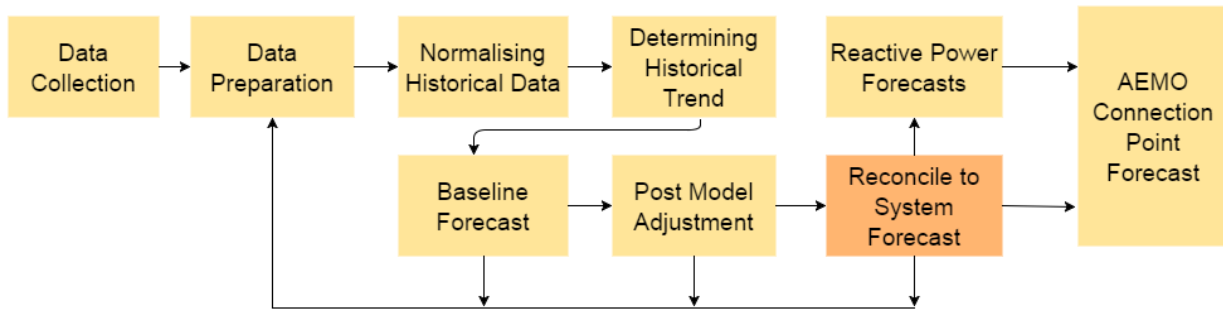 Data
Collection
Data
Preparation
Normalising
Historical Data
Determining
Historical
Trend
Reactive Power
Forecasts
AEMO
Connection
Point
Forecast
Baseline
Forecast
Post Model
Adjustment
Reconcile to
System
Forecast